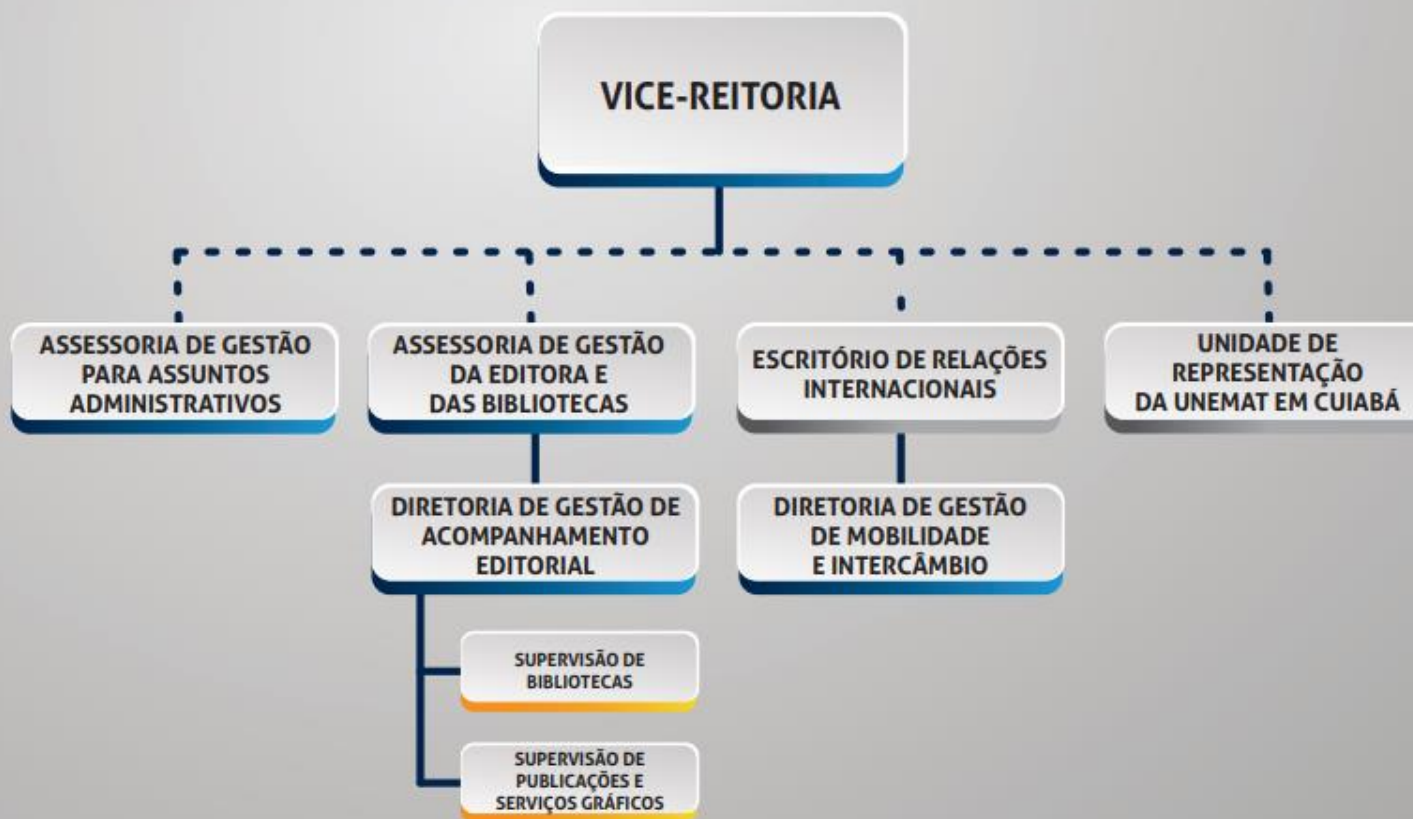 VICE-REITORIA
ASSESSORIA DE GESTÃO
PARA ASSUNTOS
ADMINISTRATIVOS
ASSESSORIA DE GESTÃO
DA EDITORA E
DAS BIBLIOTECAS
ESCRITÓRIO DE RELAÇÕES
INTERNACIONAIS
UNIDADE DE
REPRESENTAÇÃO
DA UNEMAT EM CUIABÁ
DIRETORIA DE GESTÃO DE
ACOMPANHAMENTO
EDITORIAL
DIRETORIA DE GESTÃO
DE MOBILIDADE
E INTERCÂMBIO
SUPERVISÃO DE
BIBLIOTECAS
SUPERVISÃO DE
PUBLICAÇÕES E
SERVIÇOS GRÁFICOS